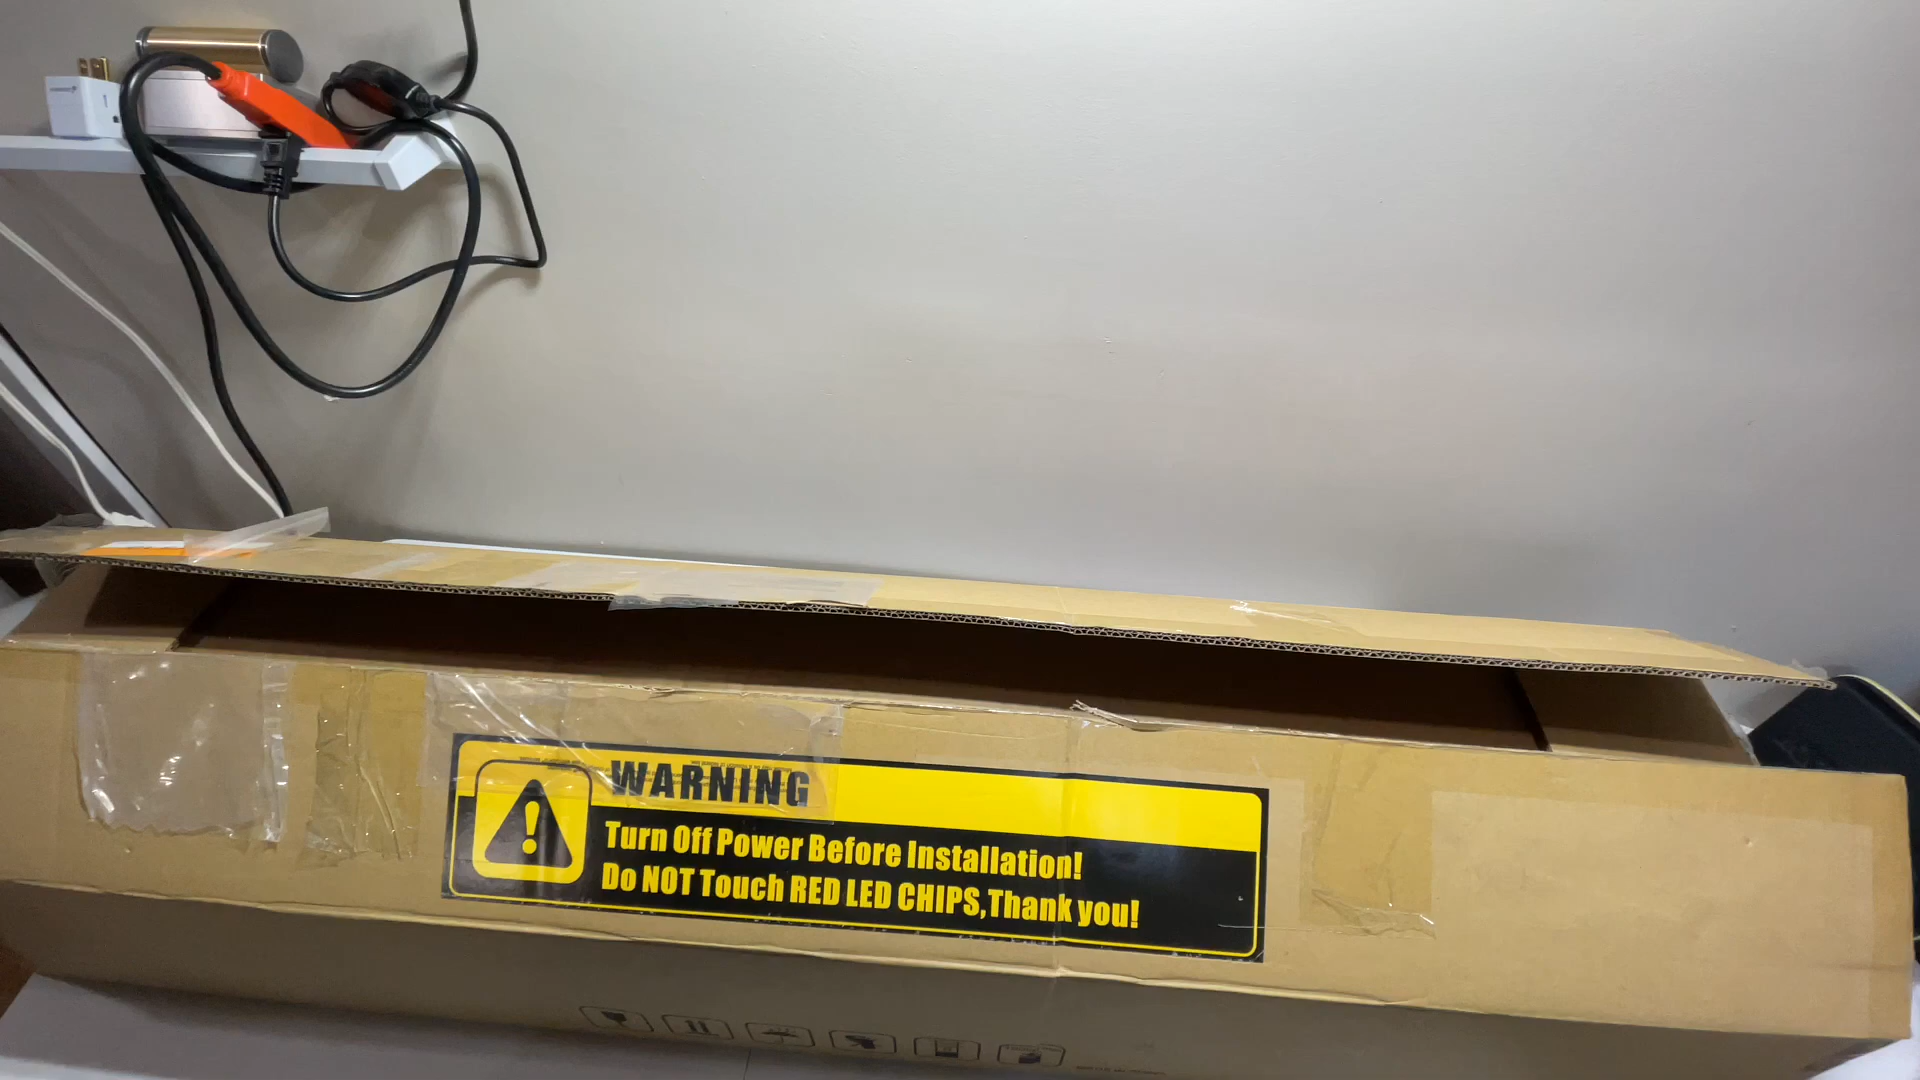 WARNING
Turn Off Power Before Installation!
Do NOT Touch RED LED CHIPS,Thank you!